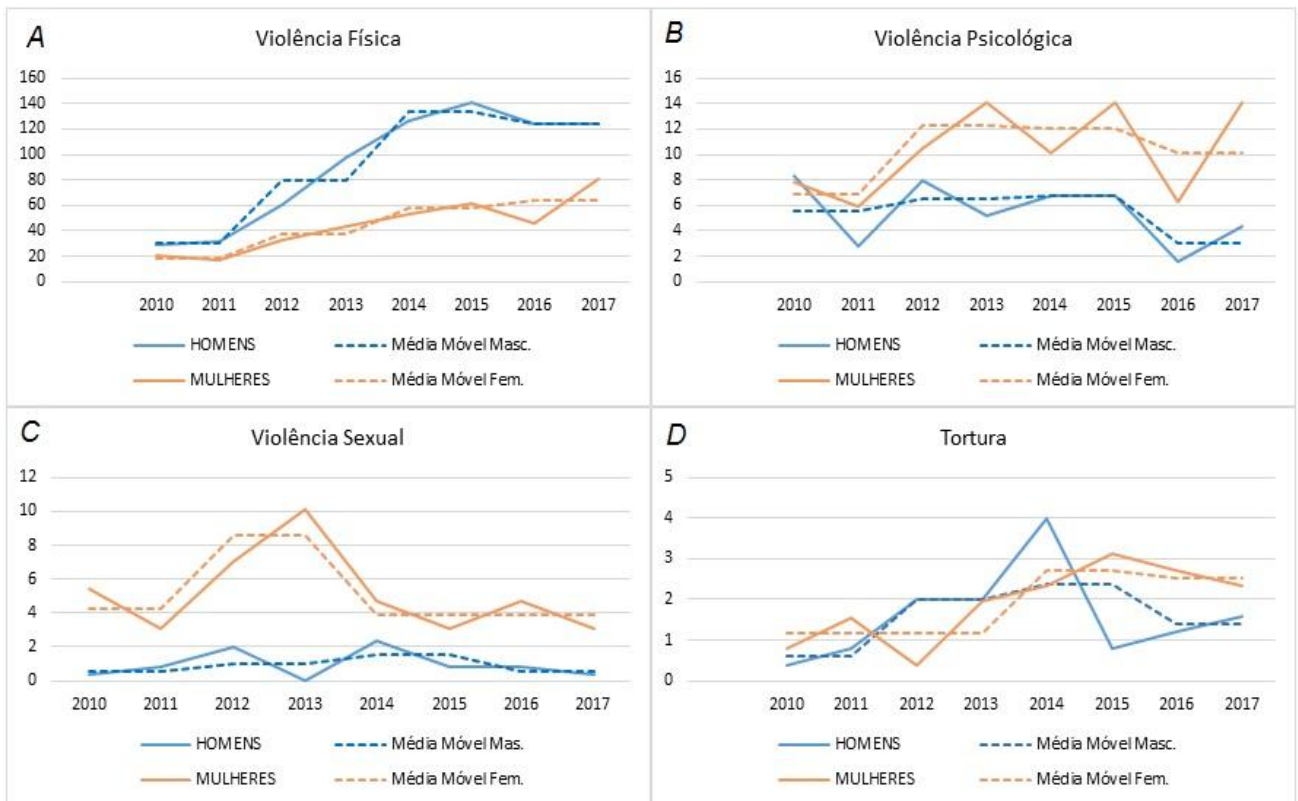 A
Violência Física
160
140
120
100
80
60
40
20
0
2010 2011 2012 2013 2014 2015 2016 2017
HOMENS Média Móvel Masc.
MULHERES Média Móvel Fem.
B
Violência Psicológica
16
14
12
10
8
6
4
2
0
2010 2011 2012 2013 2014 2015 2016 2017
HOMENS Média Móvel Masc.
MULHERES Média Móvel Fem.
C
Violência Sexual
12
10
8
6
4
2
0
2010 2011 2012 2013 2014 2015 2016 2017
HOMENS Média Móvel Mas.
MULHERES Média Móvel Fem.
D
Tortura
5
4
3
2
1
0
2010 2011 2012 2013 2014 2015 2016 2017
HOMENS Média Móvel Masc.
MULHERES Média Móvel Fem.